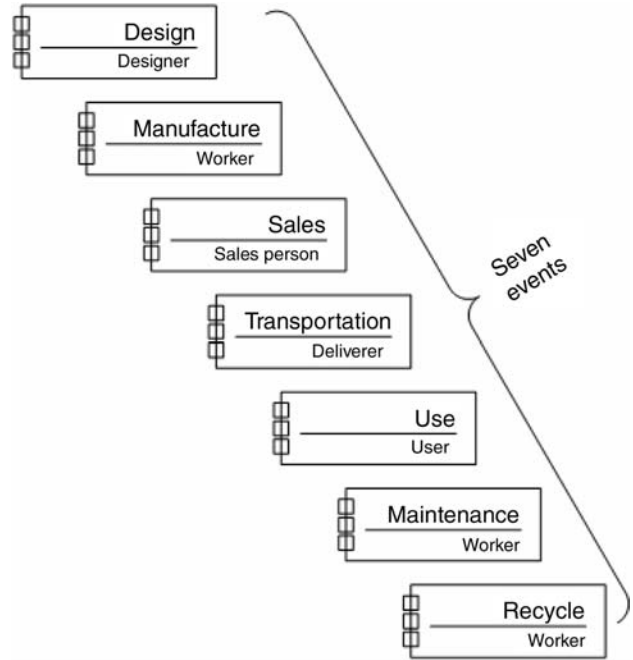 Design
Designer
Manufacture
Worker
Sales
Sales person
Seven
events
Transportation
Deliverer
Use
User
Maintenance
Worker
Recycle
Worker